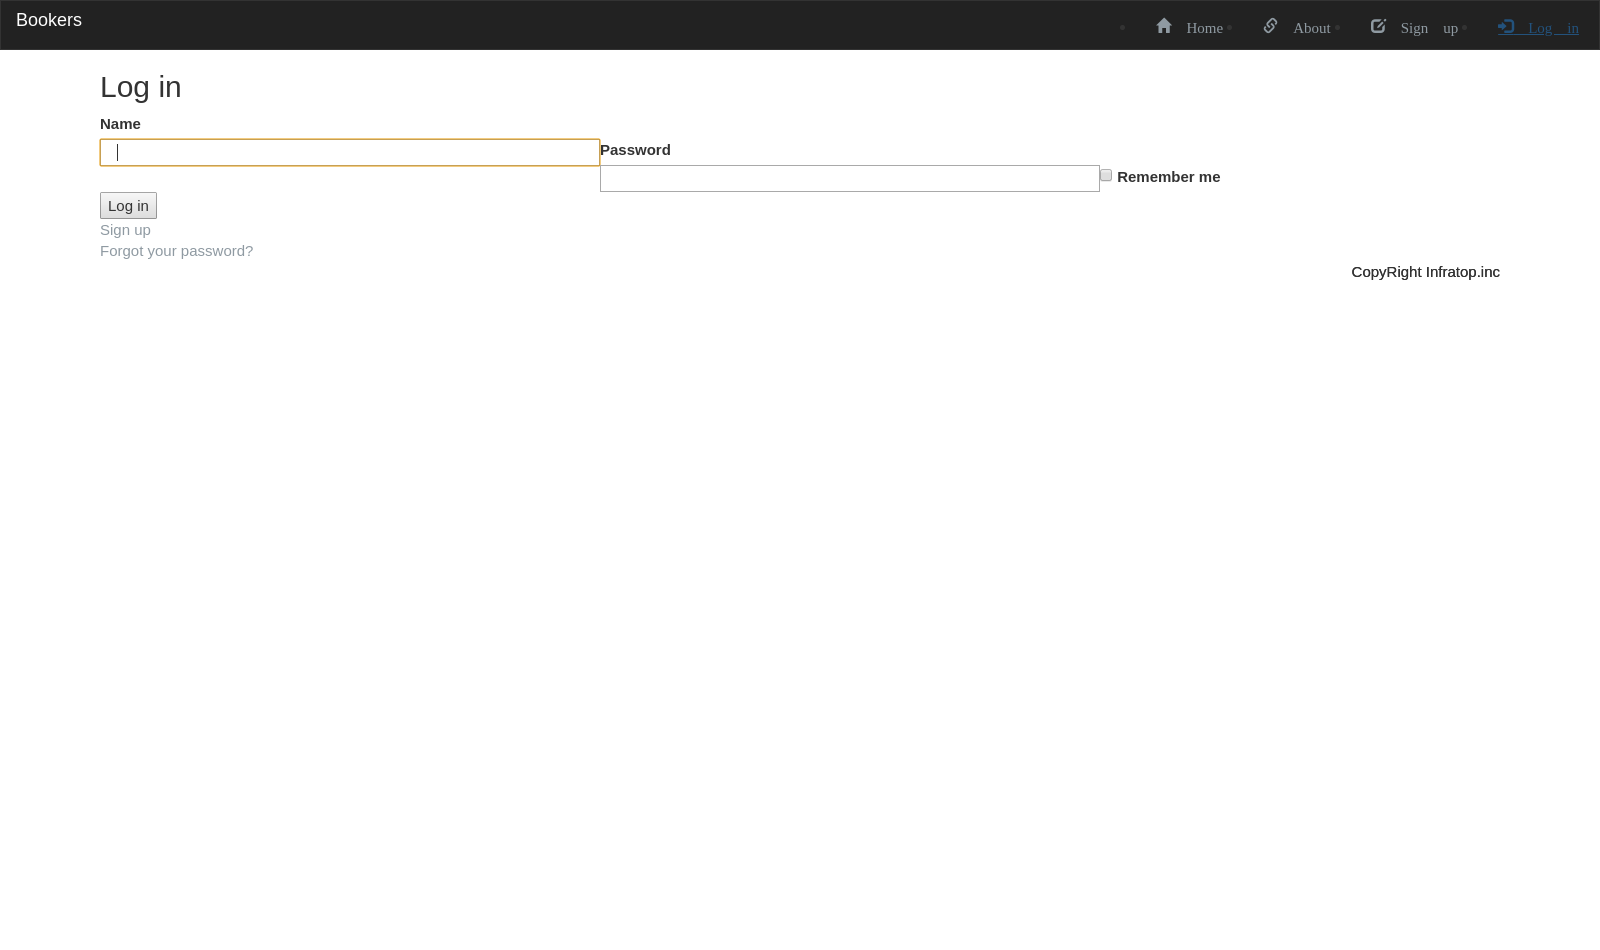 Bookers
Home About Sign up Log in
Log in
Name
Password
Remember me
Log in
Sign up
Forgot your password?
CopyRight Infratop.inc